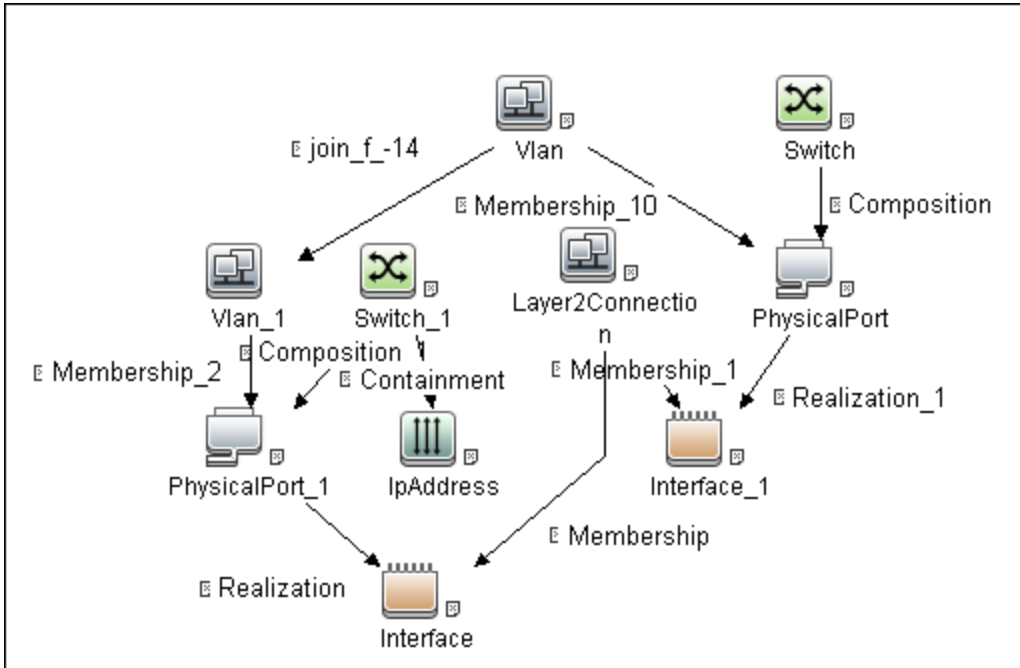 Vlan
Switch
join_f_-14
Membership_10
Composition
Vlan_1
Switch_1
Layer2Connectio
n
PhysicalPort
Membership_2
Composition
Containment
Membership_1
Realization_1
PhysicalPort_1
IpAddress
Interface_1
Membership
Realization
Interface